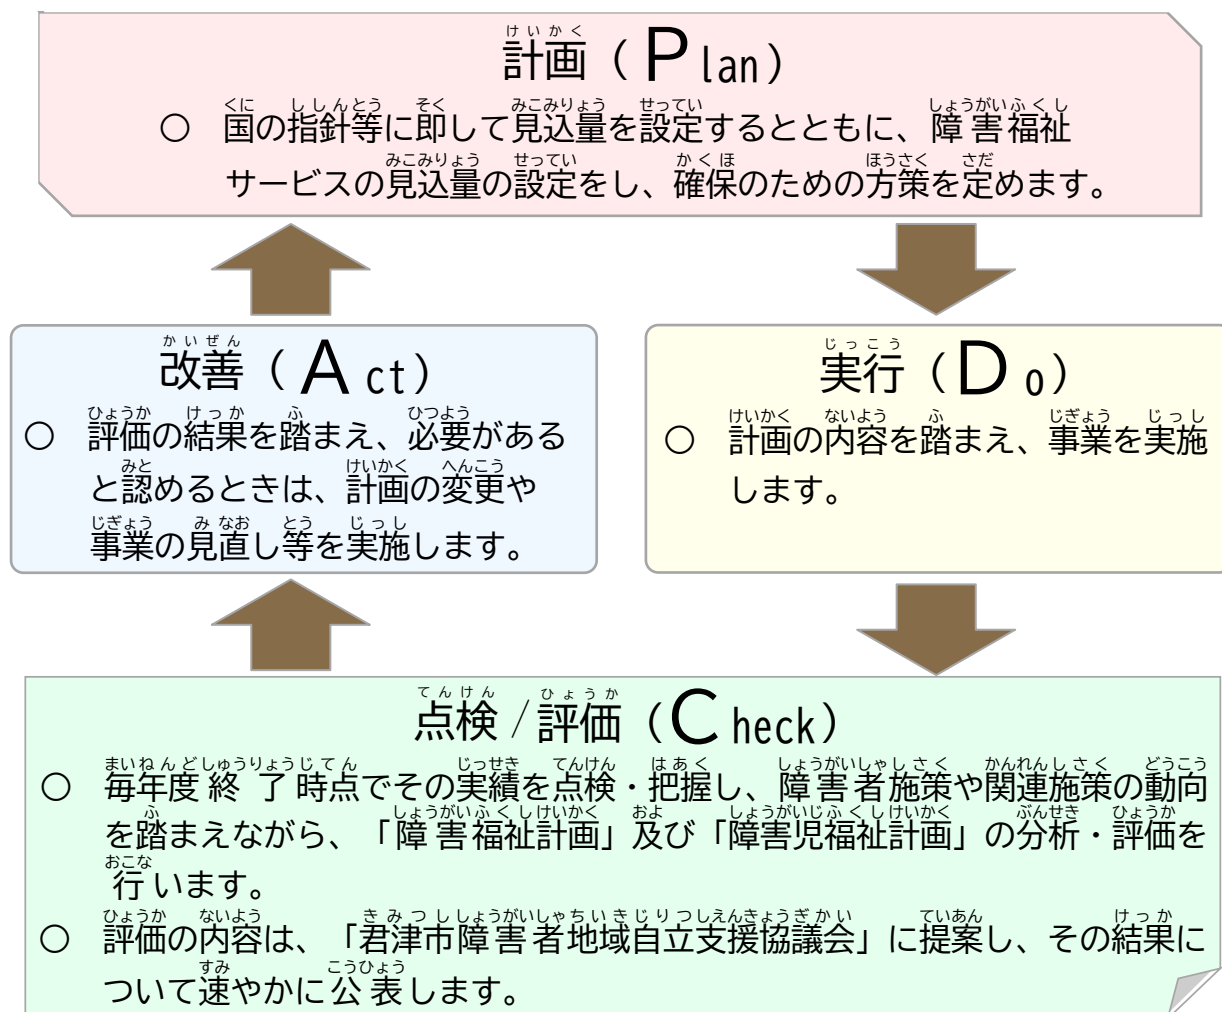 計画（Plan）
○ 国の指針等に即して見込量を設定するとともに、障害福祉
サービスの見込量の設定をし、確保のための方策を定めます。
改善（Act）
○ 評価の結果を踏まえ、必要がある
と認めるときは、計画の変更や
事業の見直し等を実施します。
実行（Do）
○ 計画の内容を踏まえ、事業を実施
します。
点検/評価（Check）
○ 毎年度終了時点でその実績を点検・把握し、障害者施策や関連施策の動向
を踏まえながら、「障害福祉計画」及び「障害児福祉計画」の分析・評価を
行います。
○ 評価の内容は、「君津市障害者地域自立支援協議会」に提案し、その結果に
ついて速やかに公表します。